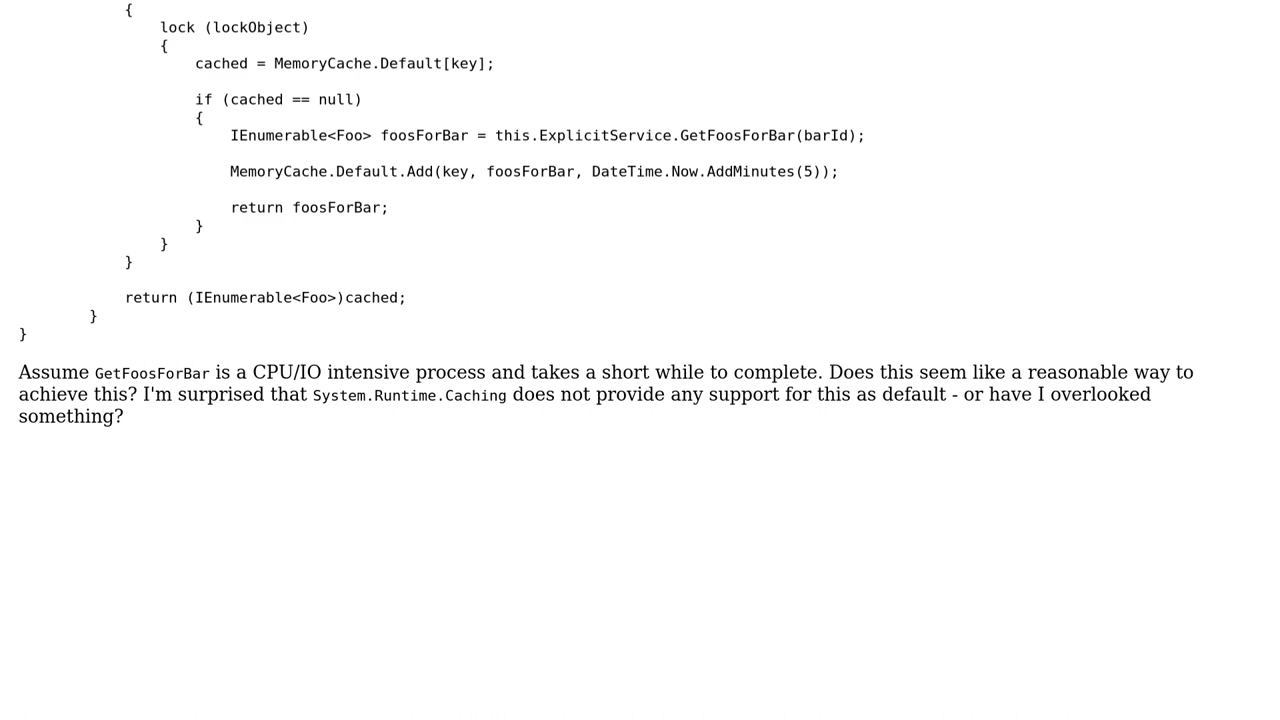 {
lock (lockObject)
{
cached = MemoryCache.Default[key];
if (cached == null)
{
IEnumerable<Foo> foosForBar = this.ExplicitService.GetFoosForBar(barId);
MemoryCache.Default.Add(key, foosForBar, DateTime.Now.AddMinutes(5));
return foosForBar;
}
}
}
return (IEnumerable<Foo>)cached;
}
}
Assume GetFoosForBar is a CPU/IO intensive process and takes a short while to complete. Does this seem like a reasonable way to
achieve this? I'm surprised that System.Runtime.Caching does not provide any support for this as default - or have I overlooked
something?